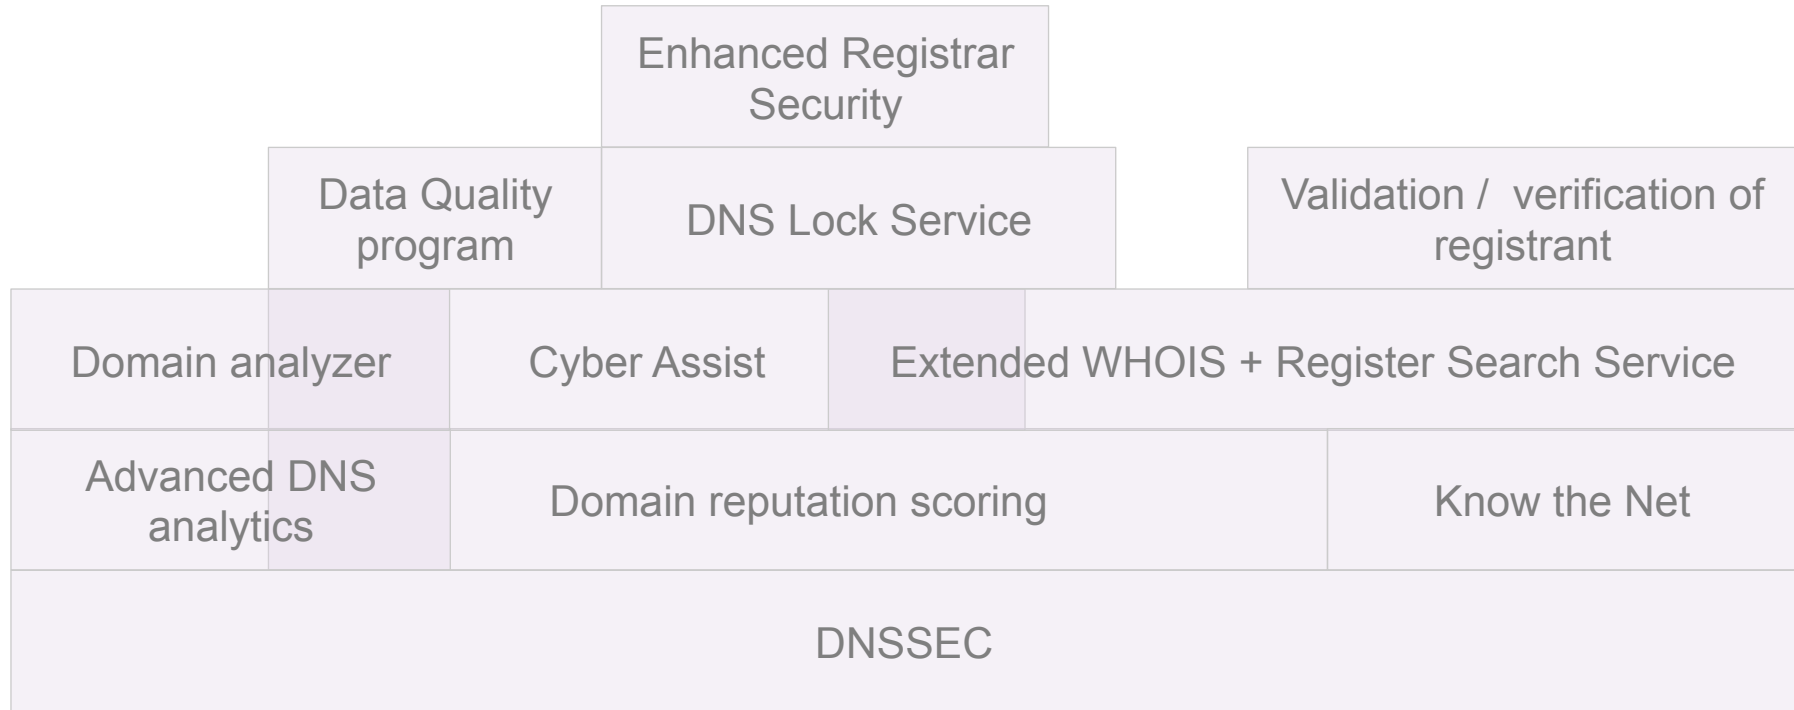 Enhanced Registrar
Security
Data Quality
program
DNS Lock Service
Validation /  verification of
registrant
Domain analyzer
Cyber Assist
Extended WHOIS + Register Search Service
Advanced DNS
analytics
Domain reputation scoring
Know the Net
DNSSEC